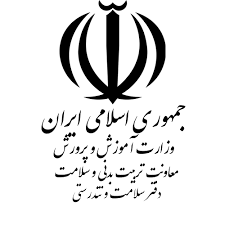 جمهوری اسلامی ایران
وزارت آموزش و پرورش
معاونت تربیت بدنی و سلامت
دفتر سلامت و تندرستی